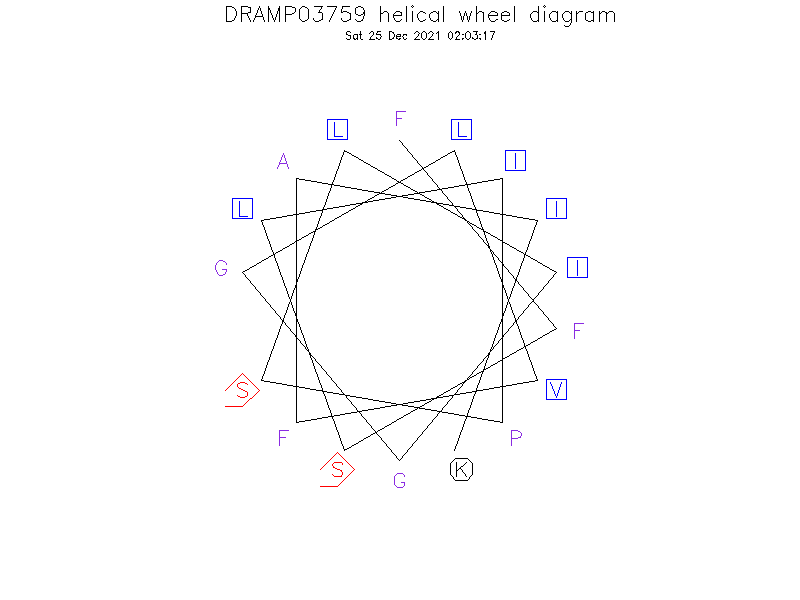 DRAMP03759 helical wheel diagram
Sat 25 Dec 2021 02:03:17
L F L
A I
L I
G I
F
S V
F P
S G K